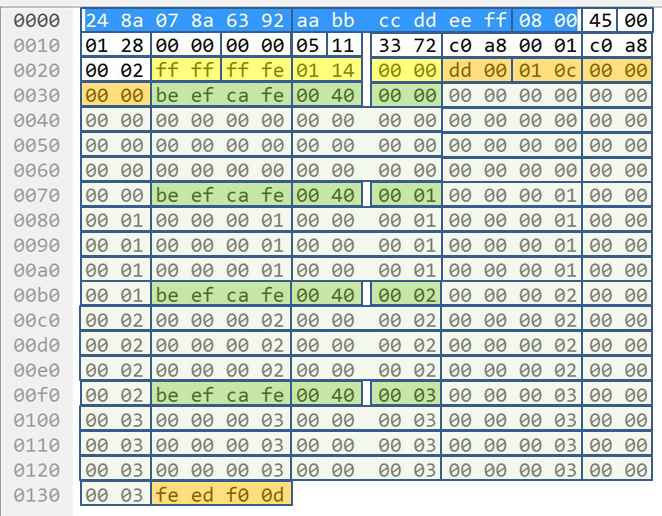 0000 24 8a 07 8a 63 92 aa bb cc dd ee ff 08 00 45 00
0010 01 28 00 00 00 00 05 11 33 72 c0 a8 00 01 c0 a8
0020 00 02 ff ff ff fe 01 14 00 00 dd 00 01 0c 00 00
0030 00 00 be ef ca fe 00 40 00 00 00 00 00 00 00 00
0040 00 00 00 00 00 00 00 00 00 00 00 00 00 00 00 00
0050 00 00 00 00 00 00 00 00 00 00 00 00 00 00 00 00
0060 00 00 00 00 00 00 00 00 00 00 00 00 00 00 00 00
0070 00 00 be ef ca fe 00 40 00 01 00 00 00 01 00 00
0080 00 01 00 00 00 01 00 00 00 01 00 00 00 01 00 00
0090 00 01 00 00 00 01 00 00 00 01 00 00 00 01 00 00
00a0 00 01 00 00 00 01 00 00 00 01 00 00 00 01 00 00
00b0 00 01 be ef ca fe 00 40 00 02 00 00 00 02 00 00
00c0 00 02 00 00 00 02 00 00 00 02 00 00 00 02 00 00
00d0 00 02 00 00 00 02 00 00 00 02 00 00 00 02 00 00
00e0 00 02 00 00 00 02 00 00 00 02 00 00 00 02 00 00
00f0 00 02 be ef ca fe 00 40 00 03 00 00 00 03 00 00
0100 00 03 00 00 00 03 00 00 00 03 00 00 00 03 00 00
0110 00 03 00 00 00 03 00 00 00 03 00 00 00 03 00 00
0120 00 03 00 00 00 03 00 00 00 03 00 00 00 03 00 00
0130 00 03 fe ed f0 0d